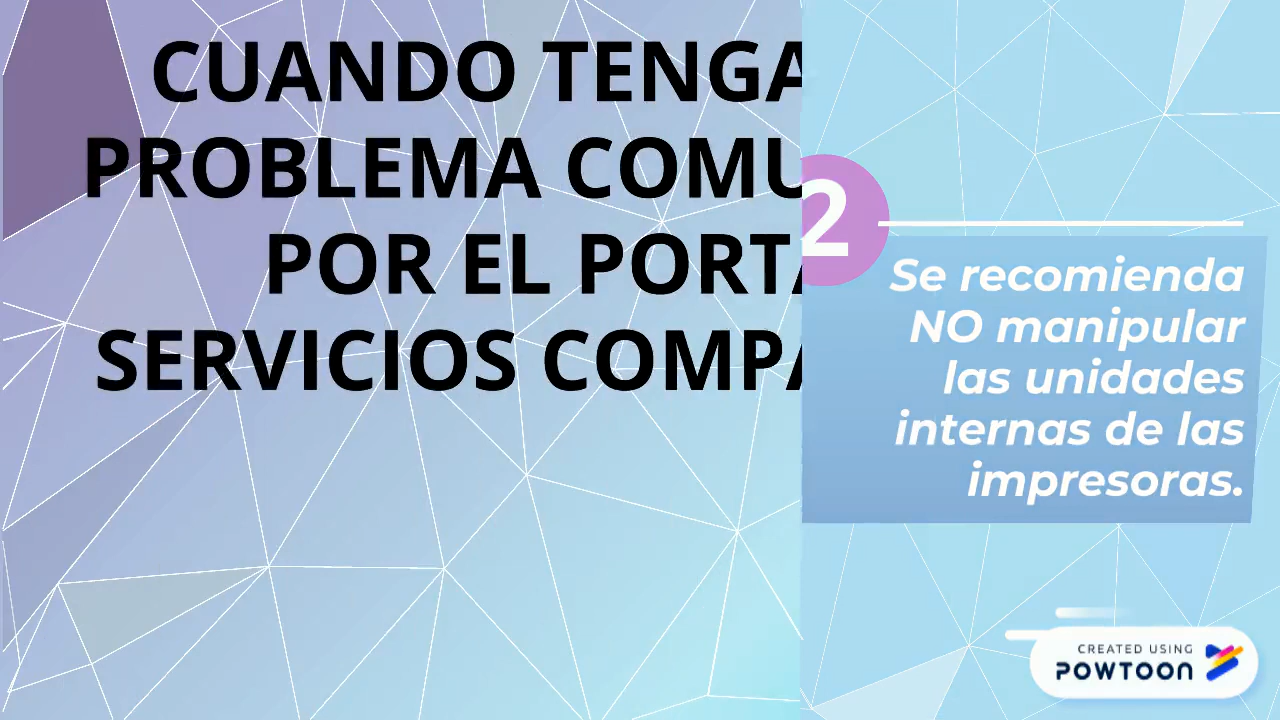 CUANDO TENGA
PROBLEMA COMU
POR EL PORTA
SERVICIOS COMPA
2
Se recomienda
NO manipular
las unidades
internas de las
impresoras.
CREATED USING
POWTOON